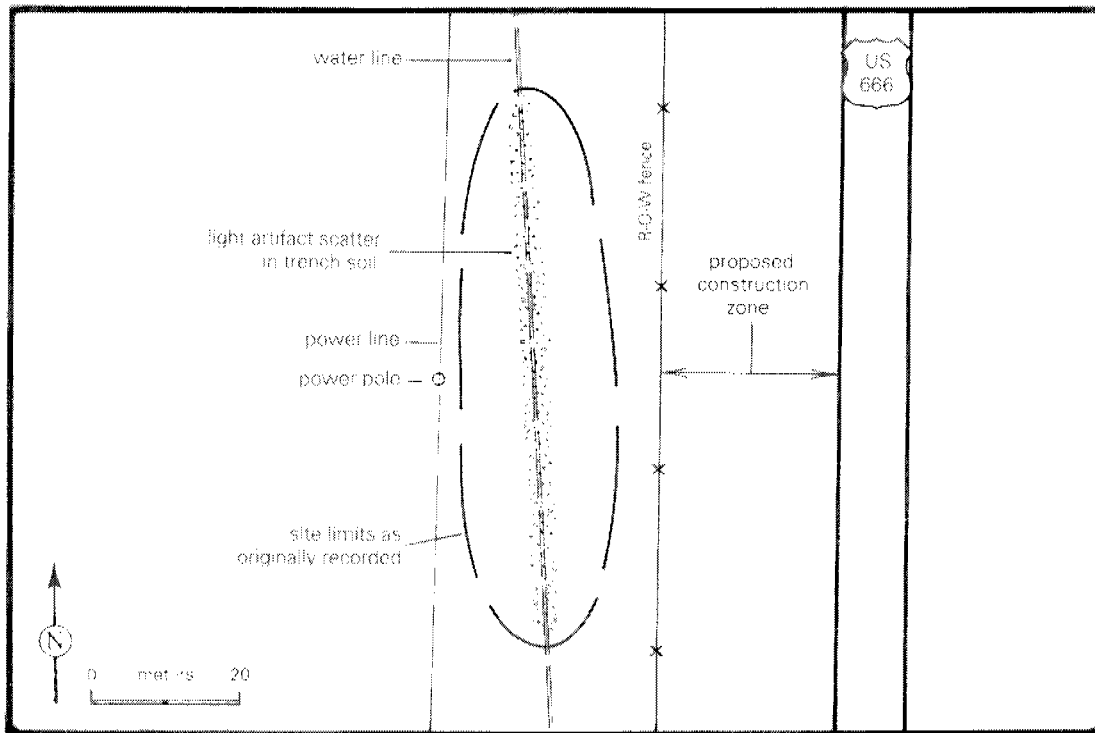 water line
US
666
R-O-W fence
light artifact scatter
in trench soil
proposed
construction
zone
power line
power pole
site limits as
originally recorded
N
0 meters 20